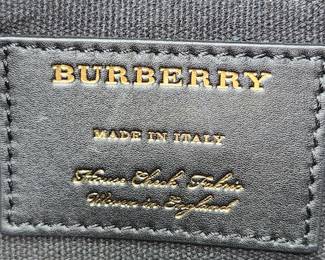 BURBERRY
MADE IN ITALY
House Check Fabric
Woven in England